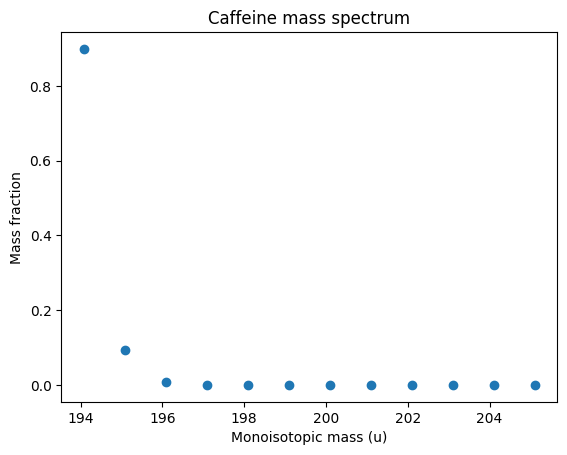 Caffeine mass spectrum
Mass fraction
0.8
0.6
0.4
0.2
0.0
194 196 198 200 202 204
Monoisotopic mass (u)